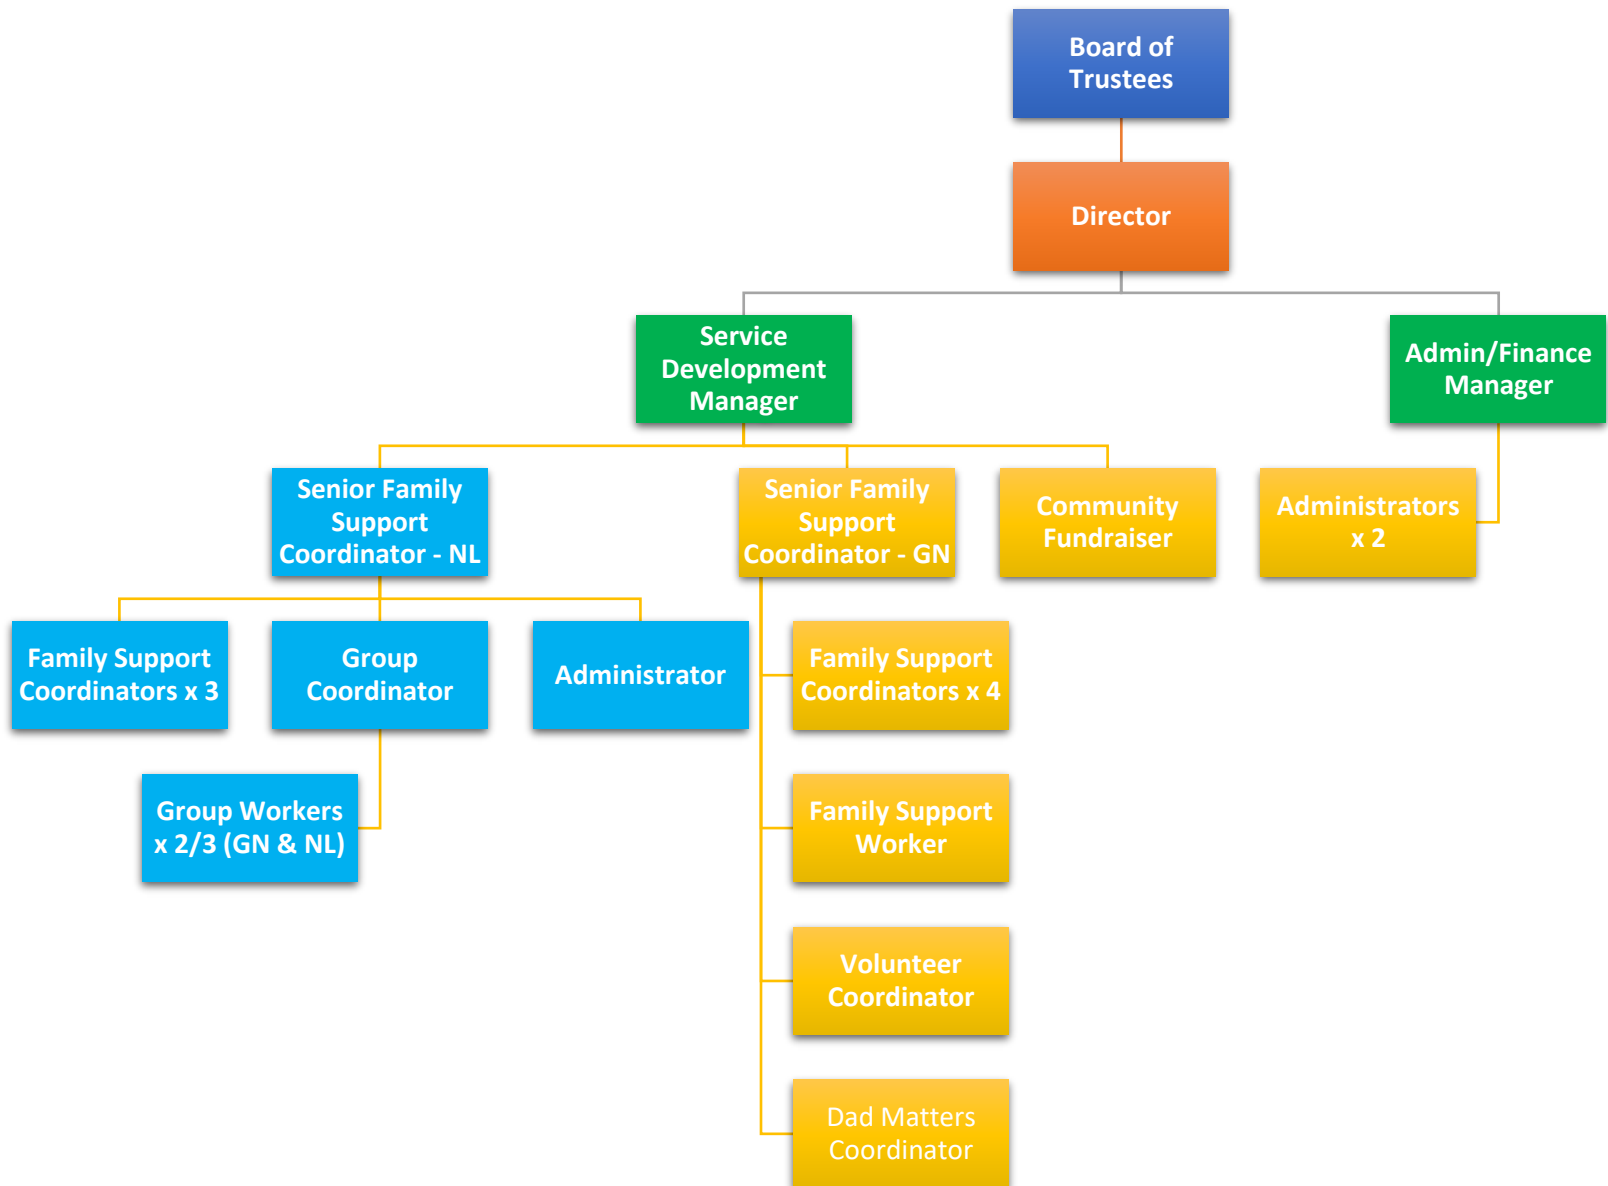 Board of
Trustees
Director
Service
Development
Manager
Admin/Finance
Manager
Senior Family
Support
Coordinator - NL
Senior Family
Support
Coordinator - GN
Community
Fundraiser
Administrators
x 2
Family Support
Coordinators x 3
Group
Coordinator
Administrator
Family Support
Coordinators x 4
Group Workers
x 2/3 (GN & NL)
Family Support
Worker
Volunteer
Coordinator
Dad Matters
Coordinator